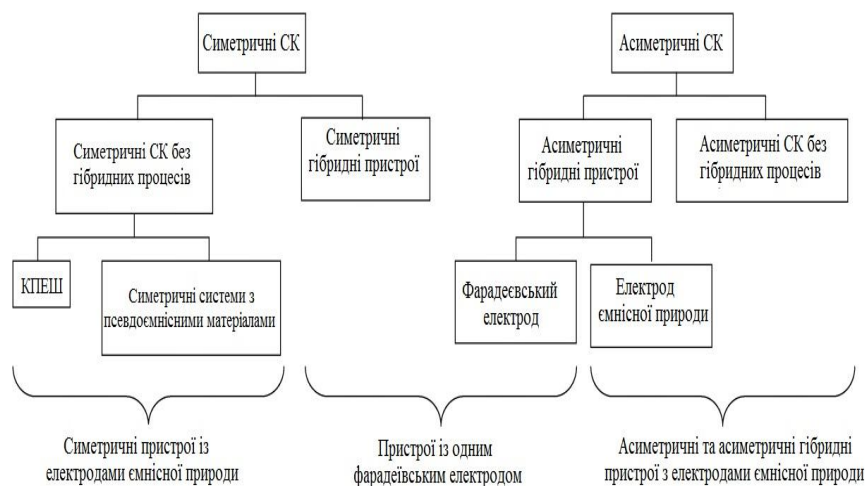 Симетричні СК
Асиметричні СК
Симетричні СК без
гібридних процесів
Симетричні
гібридні пристрої
Асиметричні
гібридні пристрої
Асиметричні СК без
гібридних процесів
КПЕШ
Симетричні системи з
псевдоємнісними матеріалами
Фарадеєвський
електрод
Електрод
ємнісної природи
Симетричні пристрої із
електродами ємнісної природи
Пристрої із одним
фарадеївським електродом
Асиметричні та асиметричні гібридні
пристрої з електродами ємнісної природи